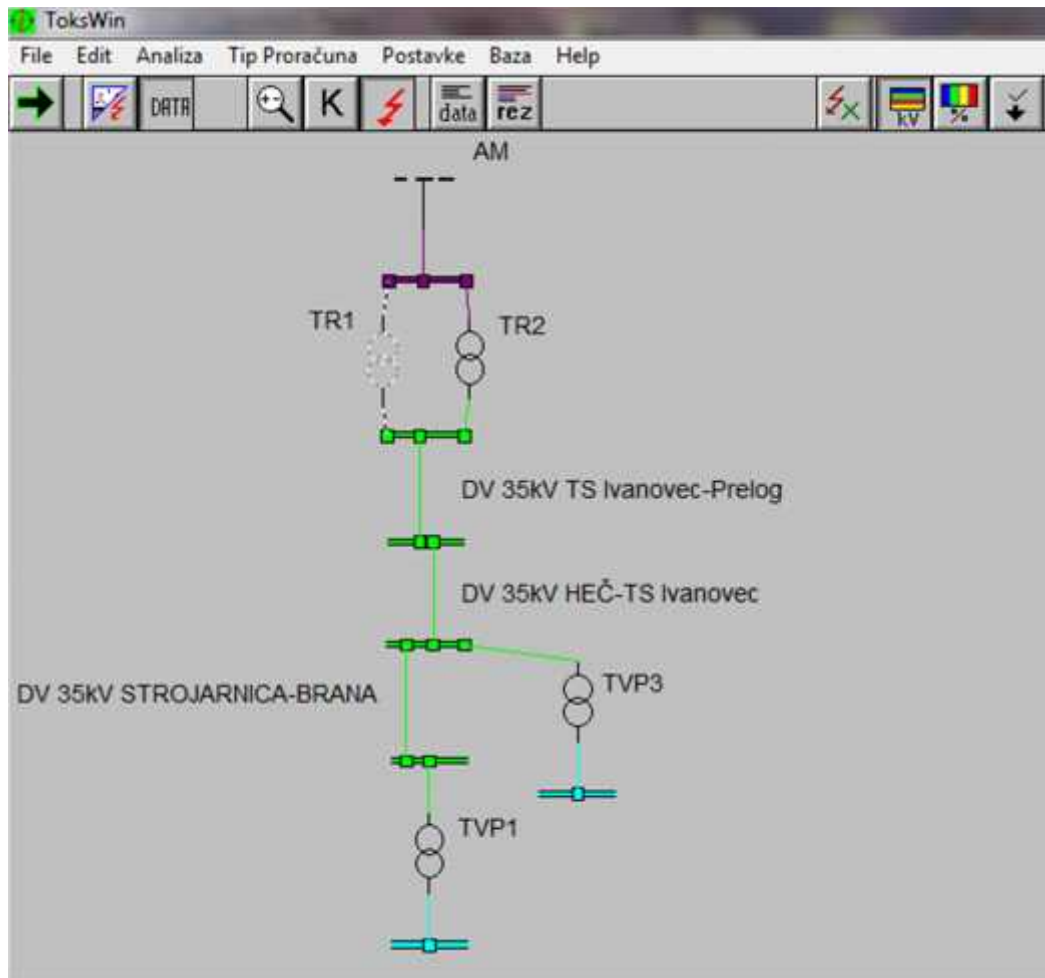 ToksWin
File Edit Analiza Tip Proračuna Postavke Baza Help
DATA K data rez kV %
AM
TR1
TR2
DV 35kV TS Ivanovec-Prelog
DV 35kV HEČ-TS Ivanovec
DV 35kV STROJARNICA-BRANA
TVP3
TVP1